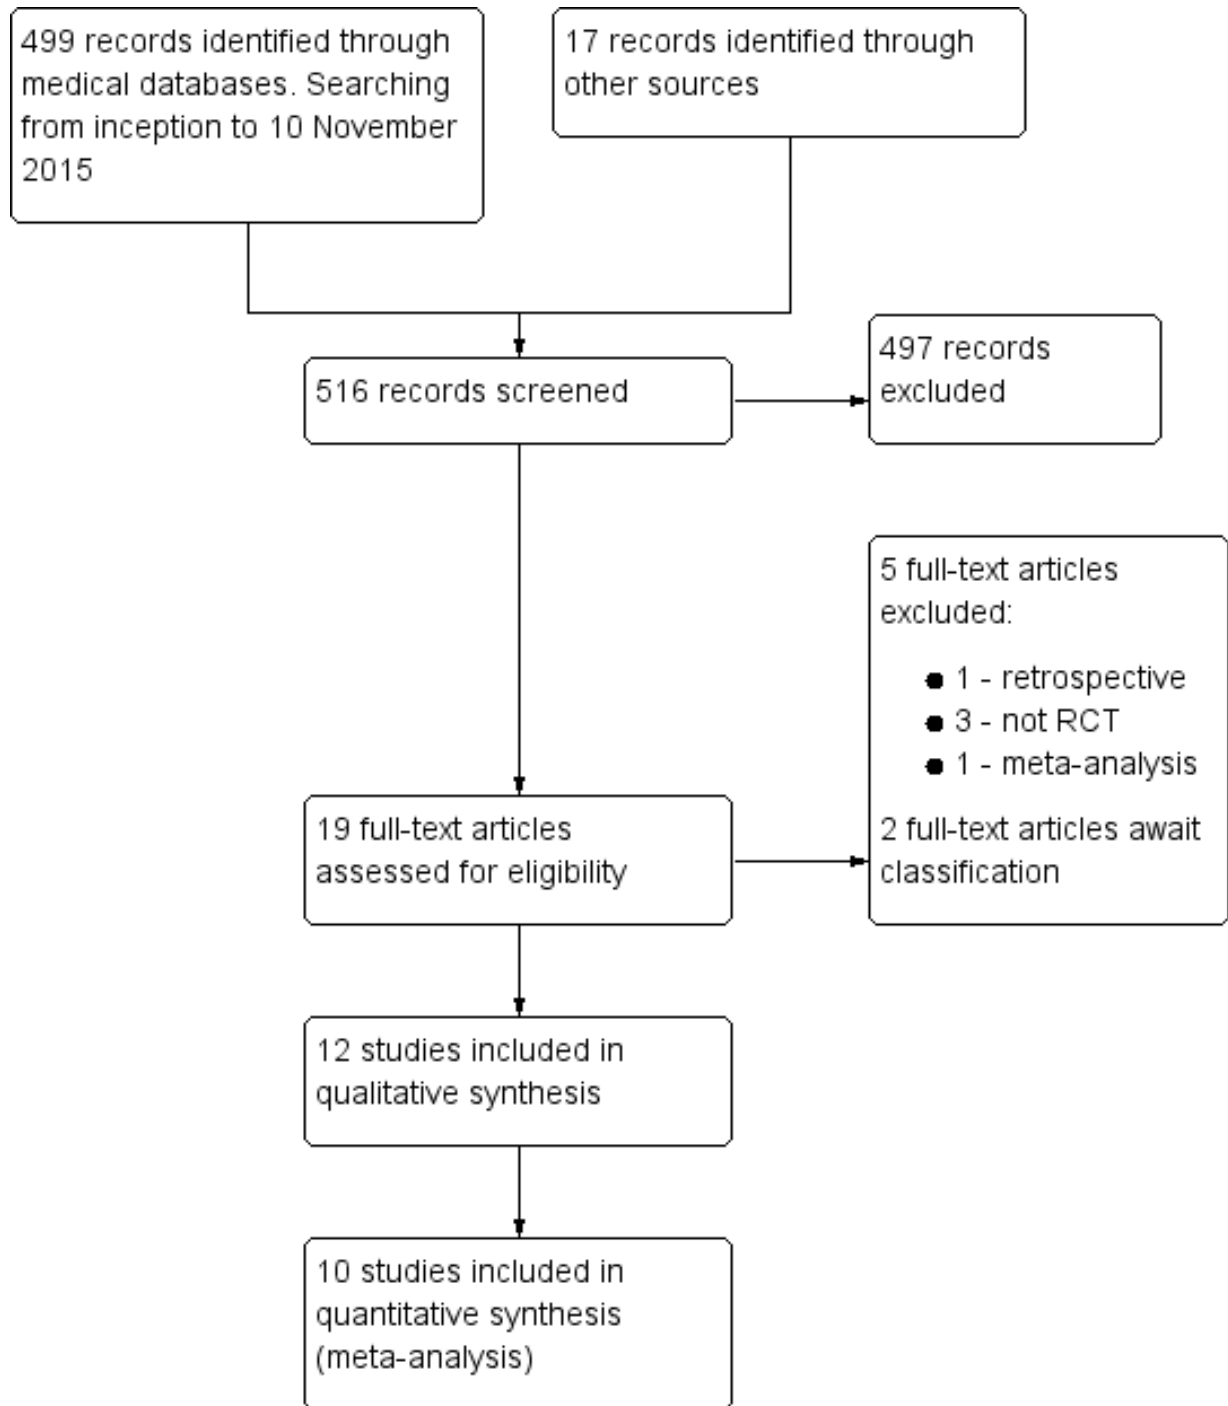 499 records identified through
medical databases. Searching
from inception to 10 November
2015
17 records identified through
other sources
516 records screened
497 records
excluded
19 full-text articles
assessed for eligibility
5 full-text articles
excluded:
● 1 - retrospective
● 3 - not RCT
● 1 - meta-analysis
2 full-text articles await
classification
12 studies included in
qualitative synthesis
10 studies included in
quantitative synthesis
(meta-analysis)